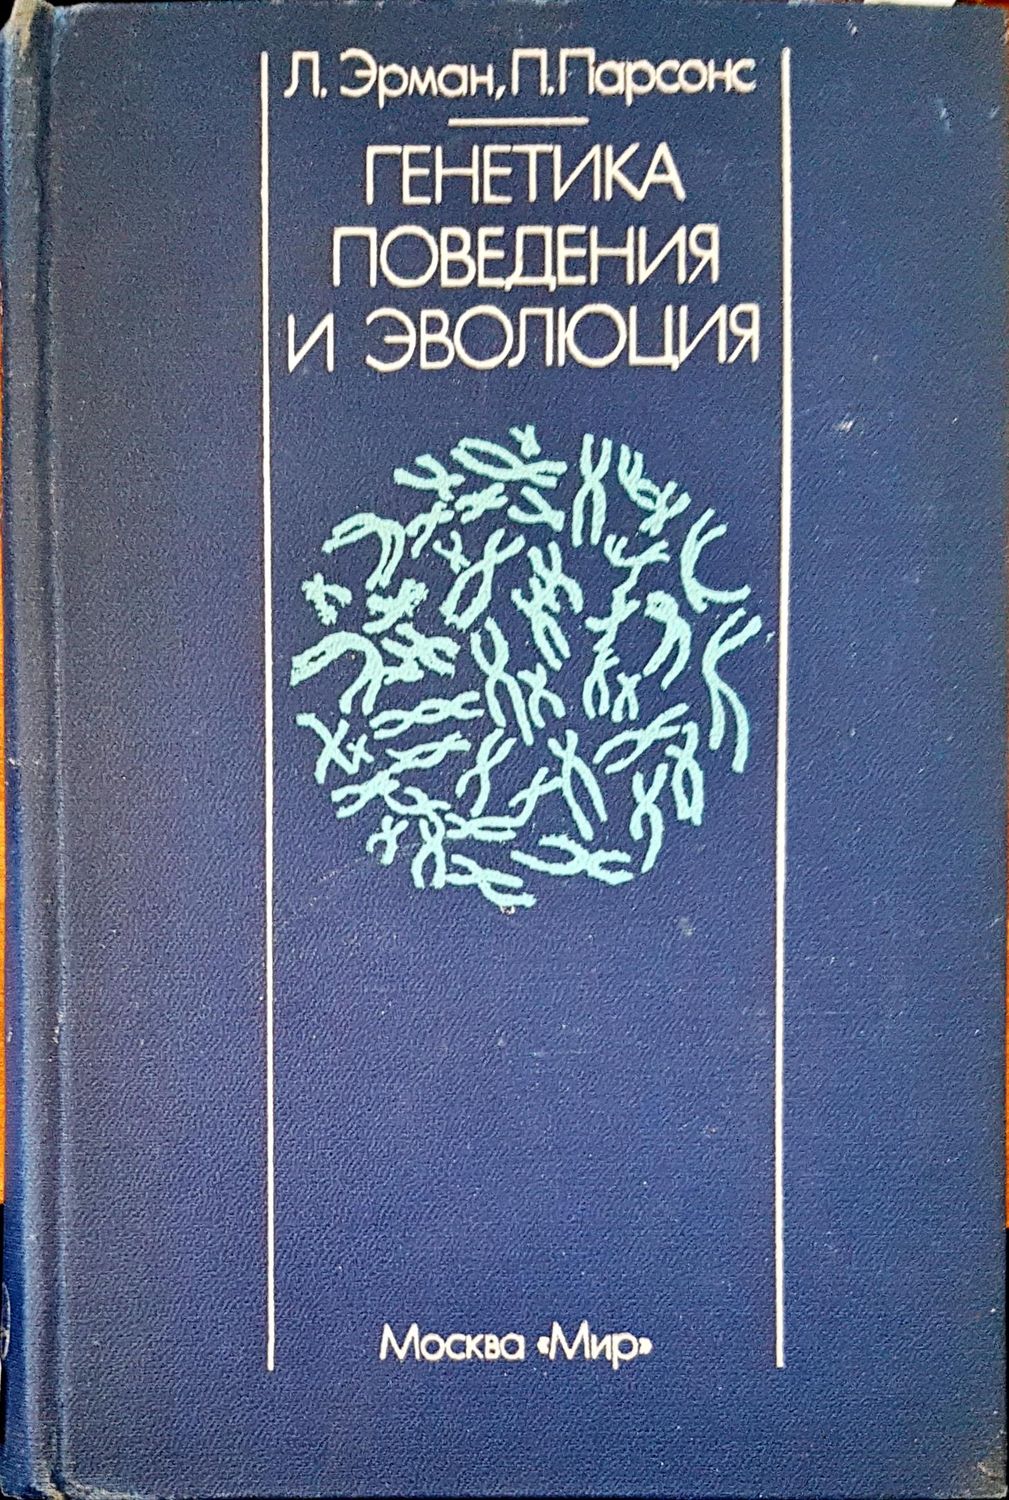 Л. Эрман, П. Парсонс
ГЕНЕТИКА
ПОВЕДЕНИЯ
И ЭВОЛЮЦИЯ
Москва «Мир»